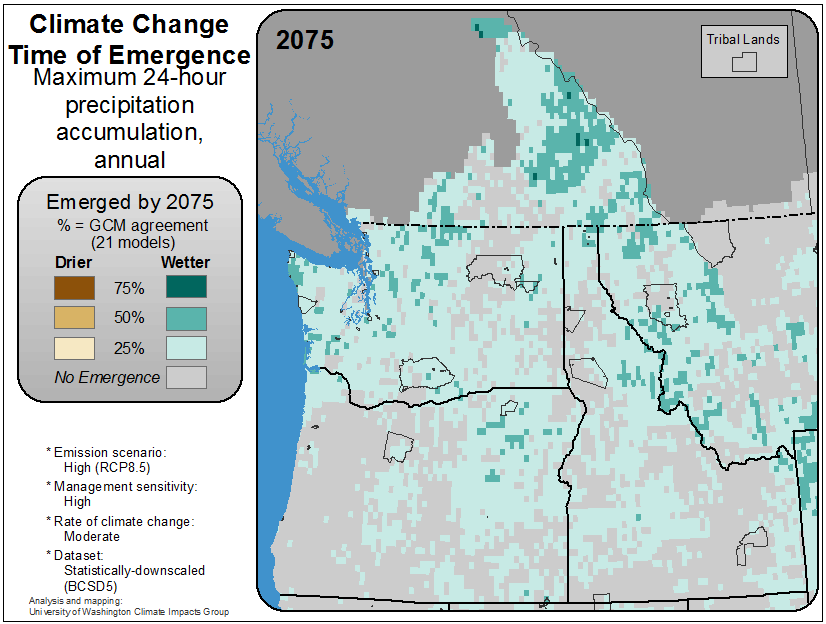 Climate Change
Time of Emergence
Maximum 24-hour
precipitation
accumulation,
annual
Emerged by 2075
% = GCM agreement
(21 models)
Drier Wetter
75%
50%
25%
No Emergence
* Emission scenario:
High (RCP8.5)
* Management sensitivity:
High
* Rate of climate change:
Moderate
* Dataset:
Statistically-downscaled
(BCSD5)
Analysis and mapping:
University of Washington Climate Impacts Group
2075
Tribal Lands